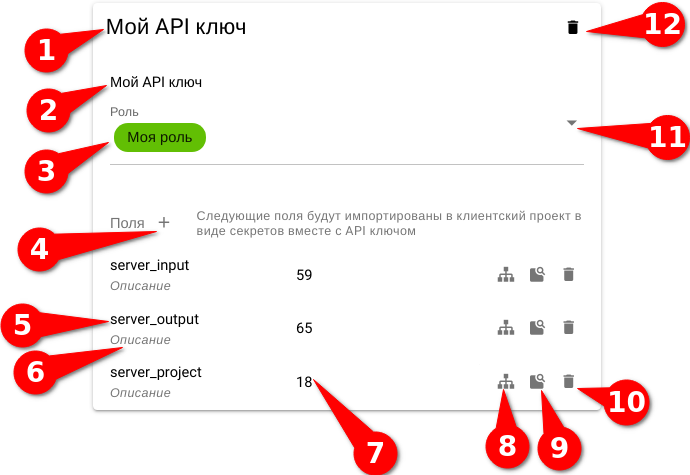 1 Мой API ключ 12
2 Мой API ключ
Роль
11
3 Моя роль
4 Поля + Следующие поля будут импортированы в клиентский проект в
виде секретов вместе с API ключом
server_input 59
Описание
5 server_output 65
6 Описание
server_project 18
Описание
7 8 9 10